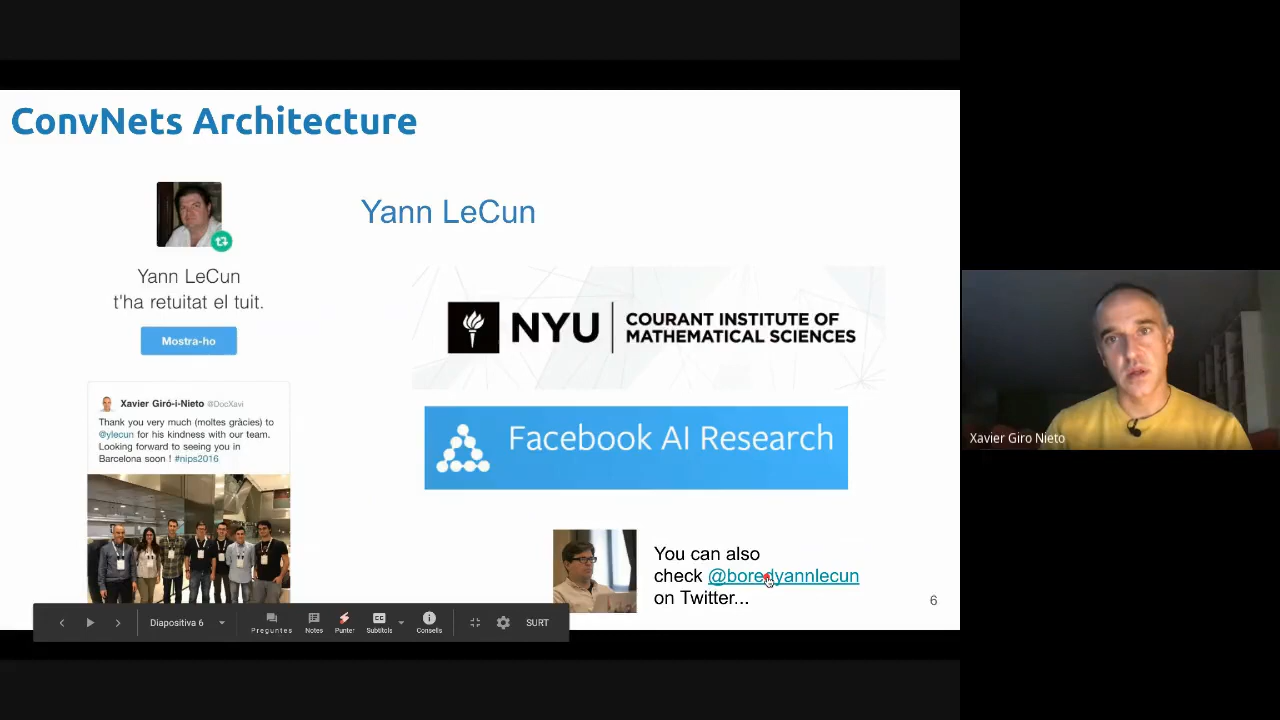 ConvNets Architecture
Yann LeCun
Yann LeCun
t'ha retuitat el tuit.
Mostra-ho
Xavier Giró-i-Nieto @DocXavi
Thank you very much (moltes gràcies) to
@ylecun for his kindness with our team.
Looking forward to seeing you in
Barcelona soon ! #nips2016
NYU
COURANT INSTITUTE OF
MATHEMATICAL SCIENCES
Facebook AI Research
You can also
check @boredyannlecun
on Twitter...
6
Diapositiva 6
Preguntes
Notes
Punter
Subtítols
Consells
SURT
Xavier Giro Nieto